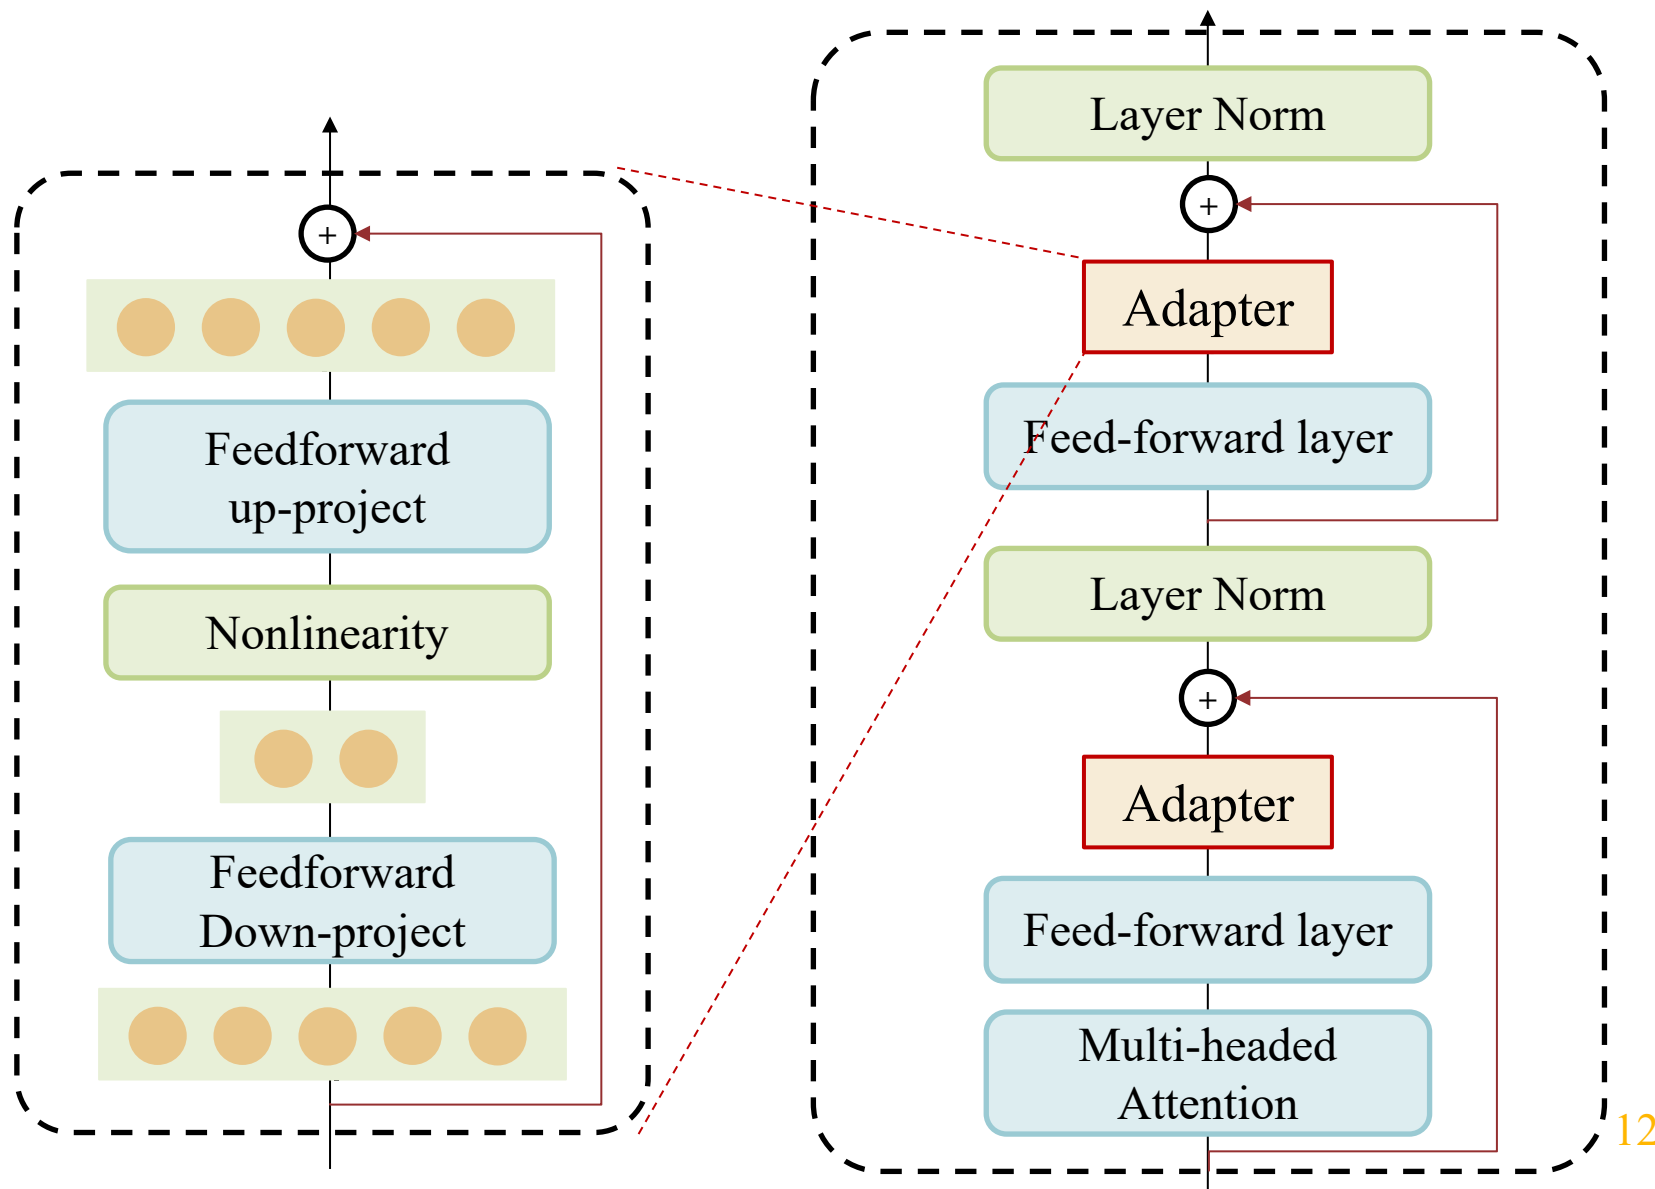 +
Feedforward
up-project
Nonlinearity
Feedforward
Down-project
Layer Norm
+
Adapter
Feed-forward layer
Layer Norm
+
Adapter
Feed-forward layer
Multi-headed
Attention
12